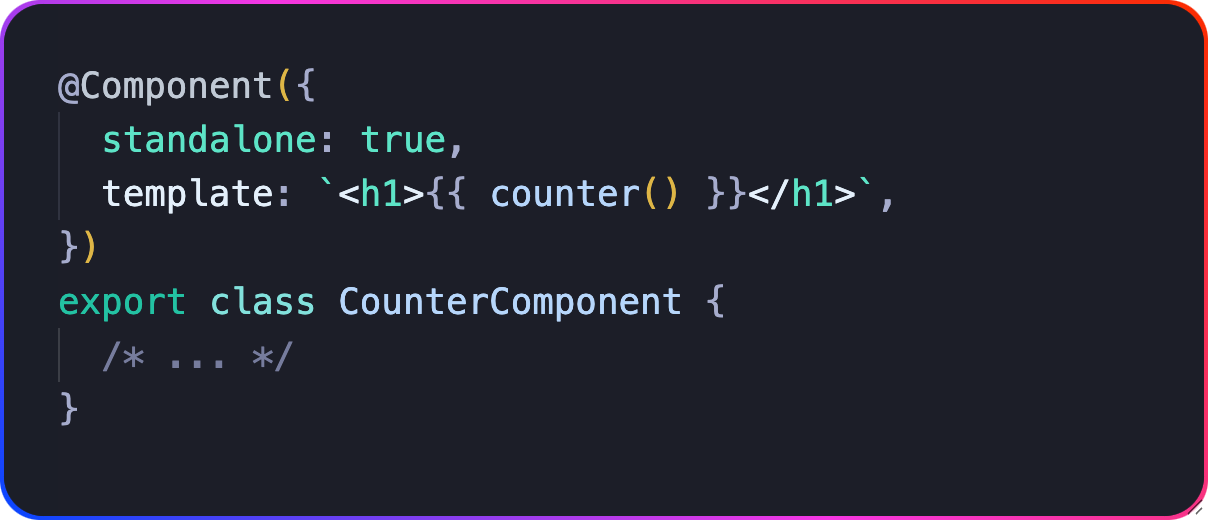 @Component({
  standalone: true,
  template: `<h1>{{ counter() }}</h1>`,
})
export class CounterComponent {
  /* ... */
}